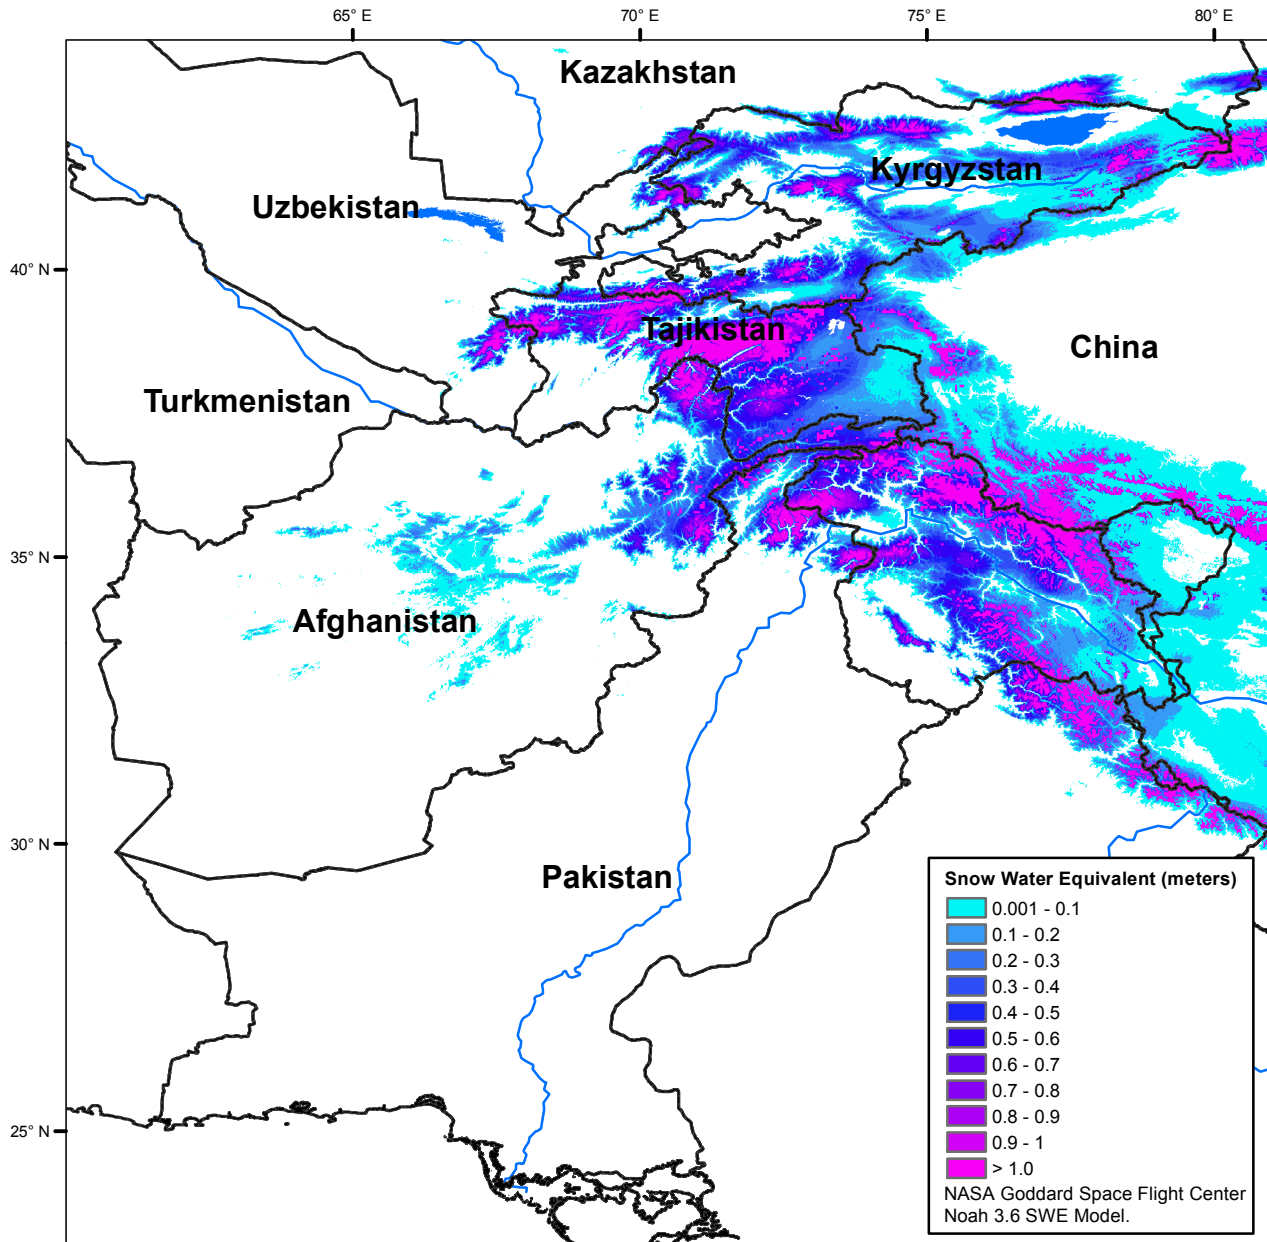 65° E
70° E
75° E
80° E
Kazakhstan
Kyrgyzstan
Uzbekistan
40° N
Tajikistan
China
Turkmenistan
35° N
Afghanistan
30° N
Pakistan
25° N
Snow Water Equivalent (meters)
0.001 - 0.1
0.1 - 0.2
0.2 - 0.3
0.3 - 0.4
0.4 - 0.5
0.5 - 0.6
0.6 - 0.7
0.7 - 0.8
0.8 - 0.9
0.9 - 1
> 1.0
NASA Goddard Space Flight Center
Noah 3.6 SWE Model.